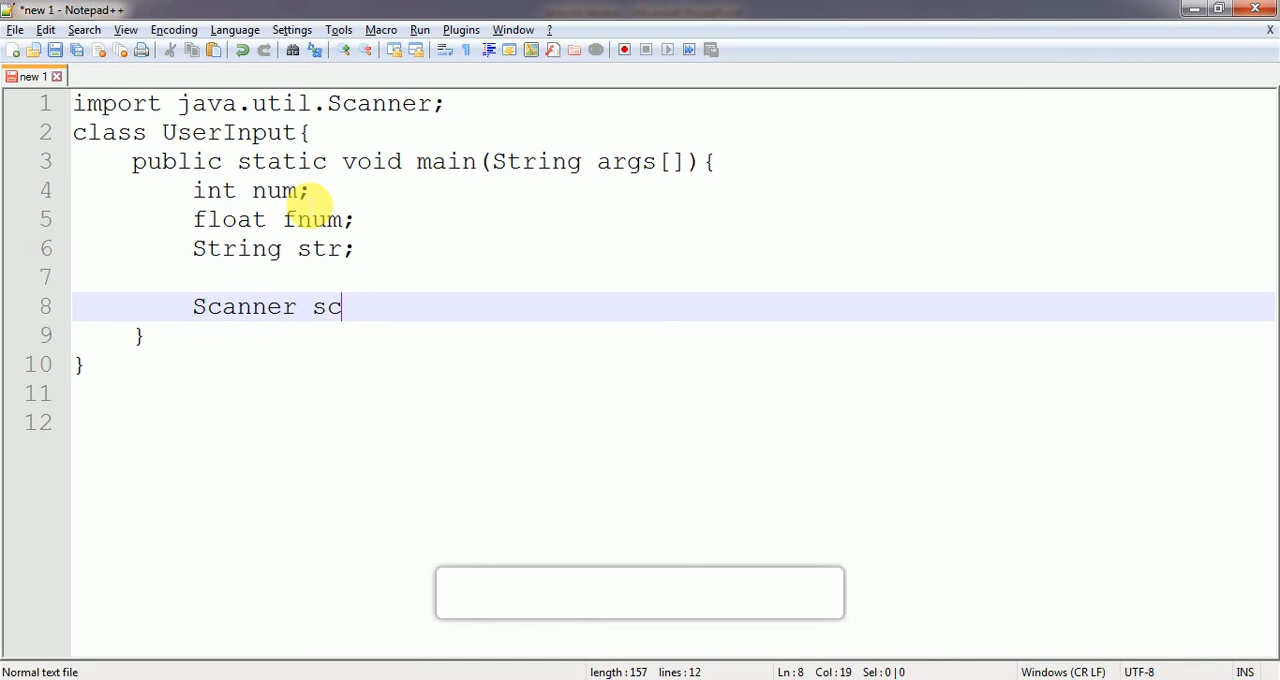 *new 1 - Notepad++
File Edit Search View Encoding Language Settings Tools Macro Run Plugins Window ? X
new 1
1 import java.util.Scanner;
2 class UserInput{
3 public static void main(String args[]){
4 int num;
5 float fnum;
6 String str;
7
8 Scanner sc
9 }
10 }
11
12
Normal text file length : 157 lines : 12 Ln : 8 Col : 19 Sel : 0 | 0 Windows (CR LF) UTF-8 INS